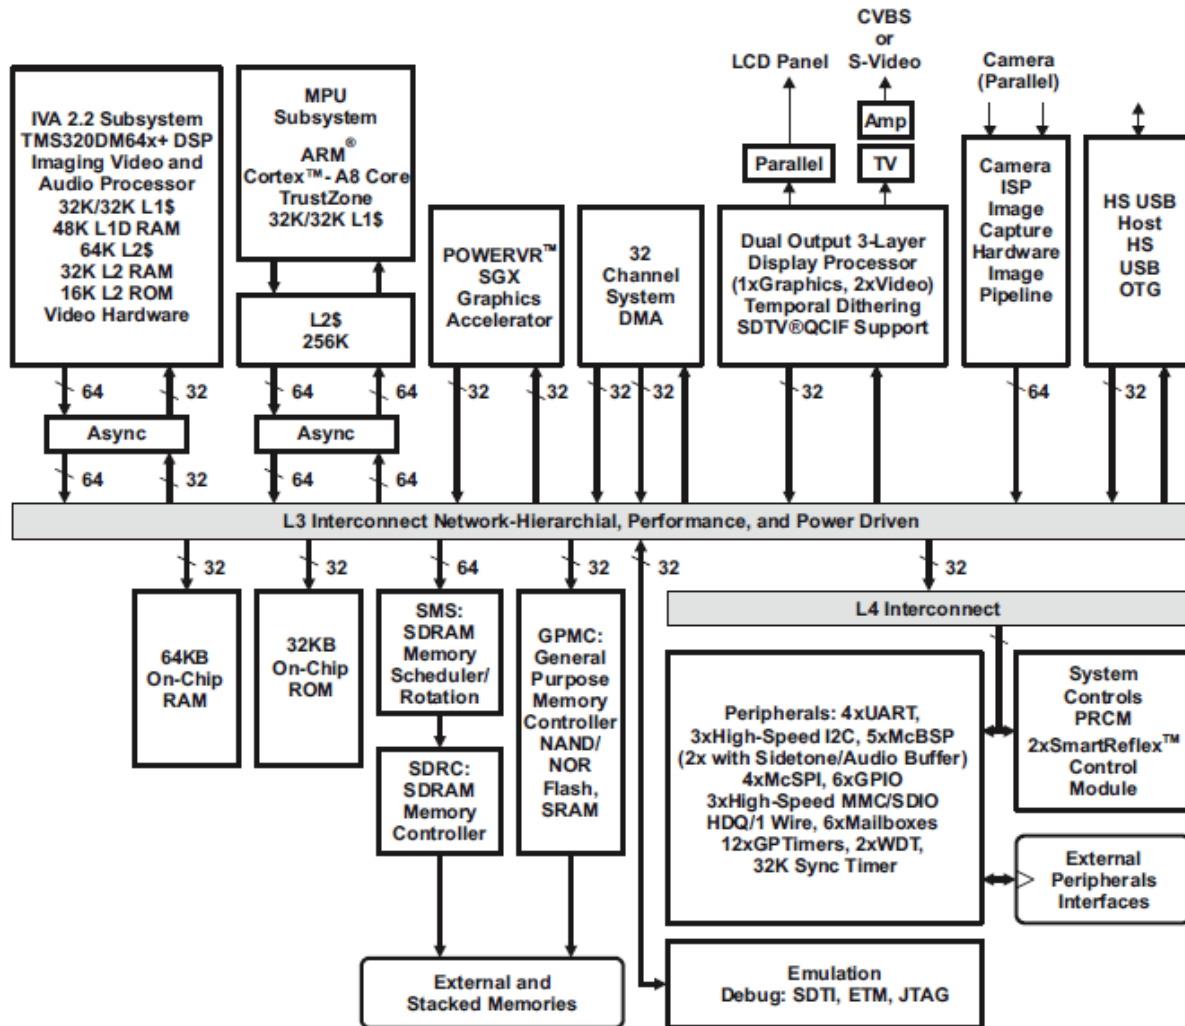 CVBS
or
S-Video
LCD Panel
Camera
(Parallel)
Amp
Parallel
TV
IVA 2.2 Subsystem
TMS320DM64x+ DSP
Imaging Video and
Audio Processor
32K/32K L1$
48K L1D RAM
64K L2$
32K L2 RAM
16K L2 ROM
Video Hardware
MPU
Subsystem
ARM®
Cortex™- A8 Core
TrustZone
32K/32K L1$
L2$
256K
POWERVR™
SGX
Graphics
Accelerator
32
Channel
System
DMA
Dual Output 3-Layer
Display Processor
(1xGraphics, 2xVideo)
Temporal Dithering
SDTV®QCIF Support
Camera
ISP
Image
Capture
Hardware
Image
Pipeline
HS USB
Host
HS
USB
OTG
64
32
64
64
32
32
32
32
32
64
32
Async
Async
64
32
64
64
L3 Interconnect Network-Hierarchial, Performance, and Power Driven
32
32
64
32
32
32
64KB
On-Chip
RAM
32KB
On-Chip
ROM
SMS:
SDRAM
Memory
Scheduler/
Rotation
SDRC:
SDRAM
Memory
Controller
GPMC:
General
Purpose
Memory
Controller
NAND/
NOR
Flash,
SRAM
L4 Interconnect
Peripherals: 4xUART,
3xHigh-Speed I2C, 5xMcBSP
(2x with Sidetone/Audio Buffer)
4xMcSPI, 6xGPIO
3xHigh-Speed MMC/SDIO
HDQ/1 Wire, 6xMailboxes
12xGPTimers, 2xWDT,
32K Sync Timer
System
Controls
PRCM
2xSmartReflex™
Control
Module
External
Peripherals
Interfaces
External and
Stacked Memories
Emulation
Debug: SDTI, ETM, JTAG